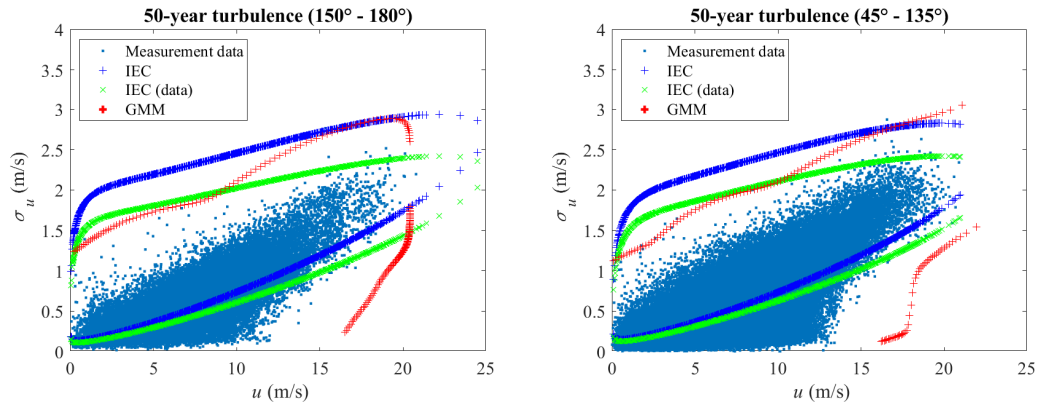 50-year turbulence (150° - 180°)
4
3.5
3
2.5
2
1.5
1
0.5
0
σu (m/s)
Measurement data
IEC
IEC (data)
GMM
0 5 10 15 20 25
u (m/s)
50-year turbulence (45° - 135°)
4
3.5
3
2.5
2
1.5
1
0.5
0
σu (m/s)
Measurement data
IEC
IEC (data)
GMM
0 5 10 15 20 25
u (m/s)